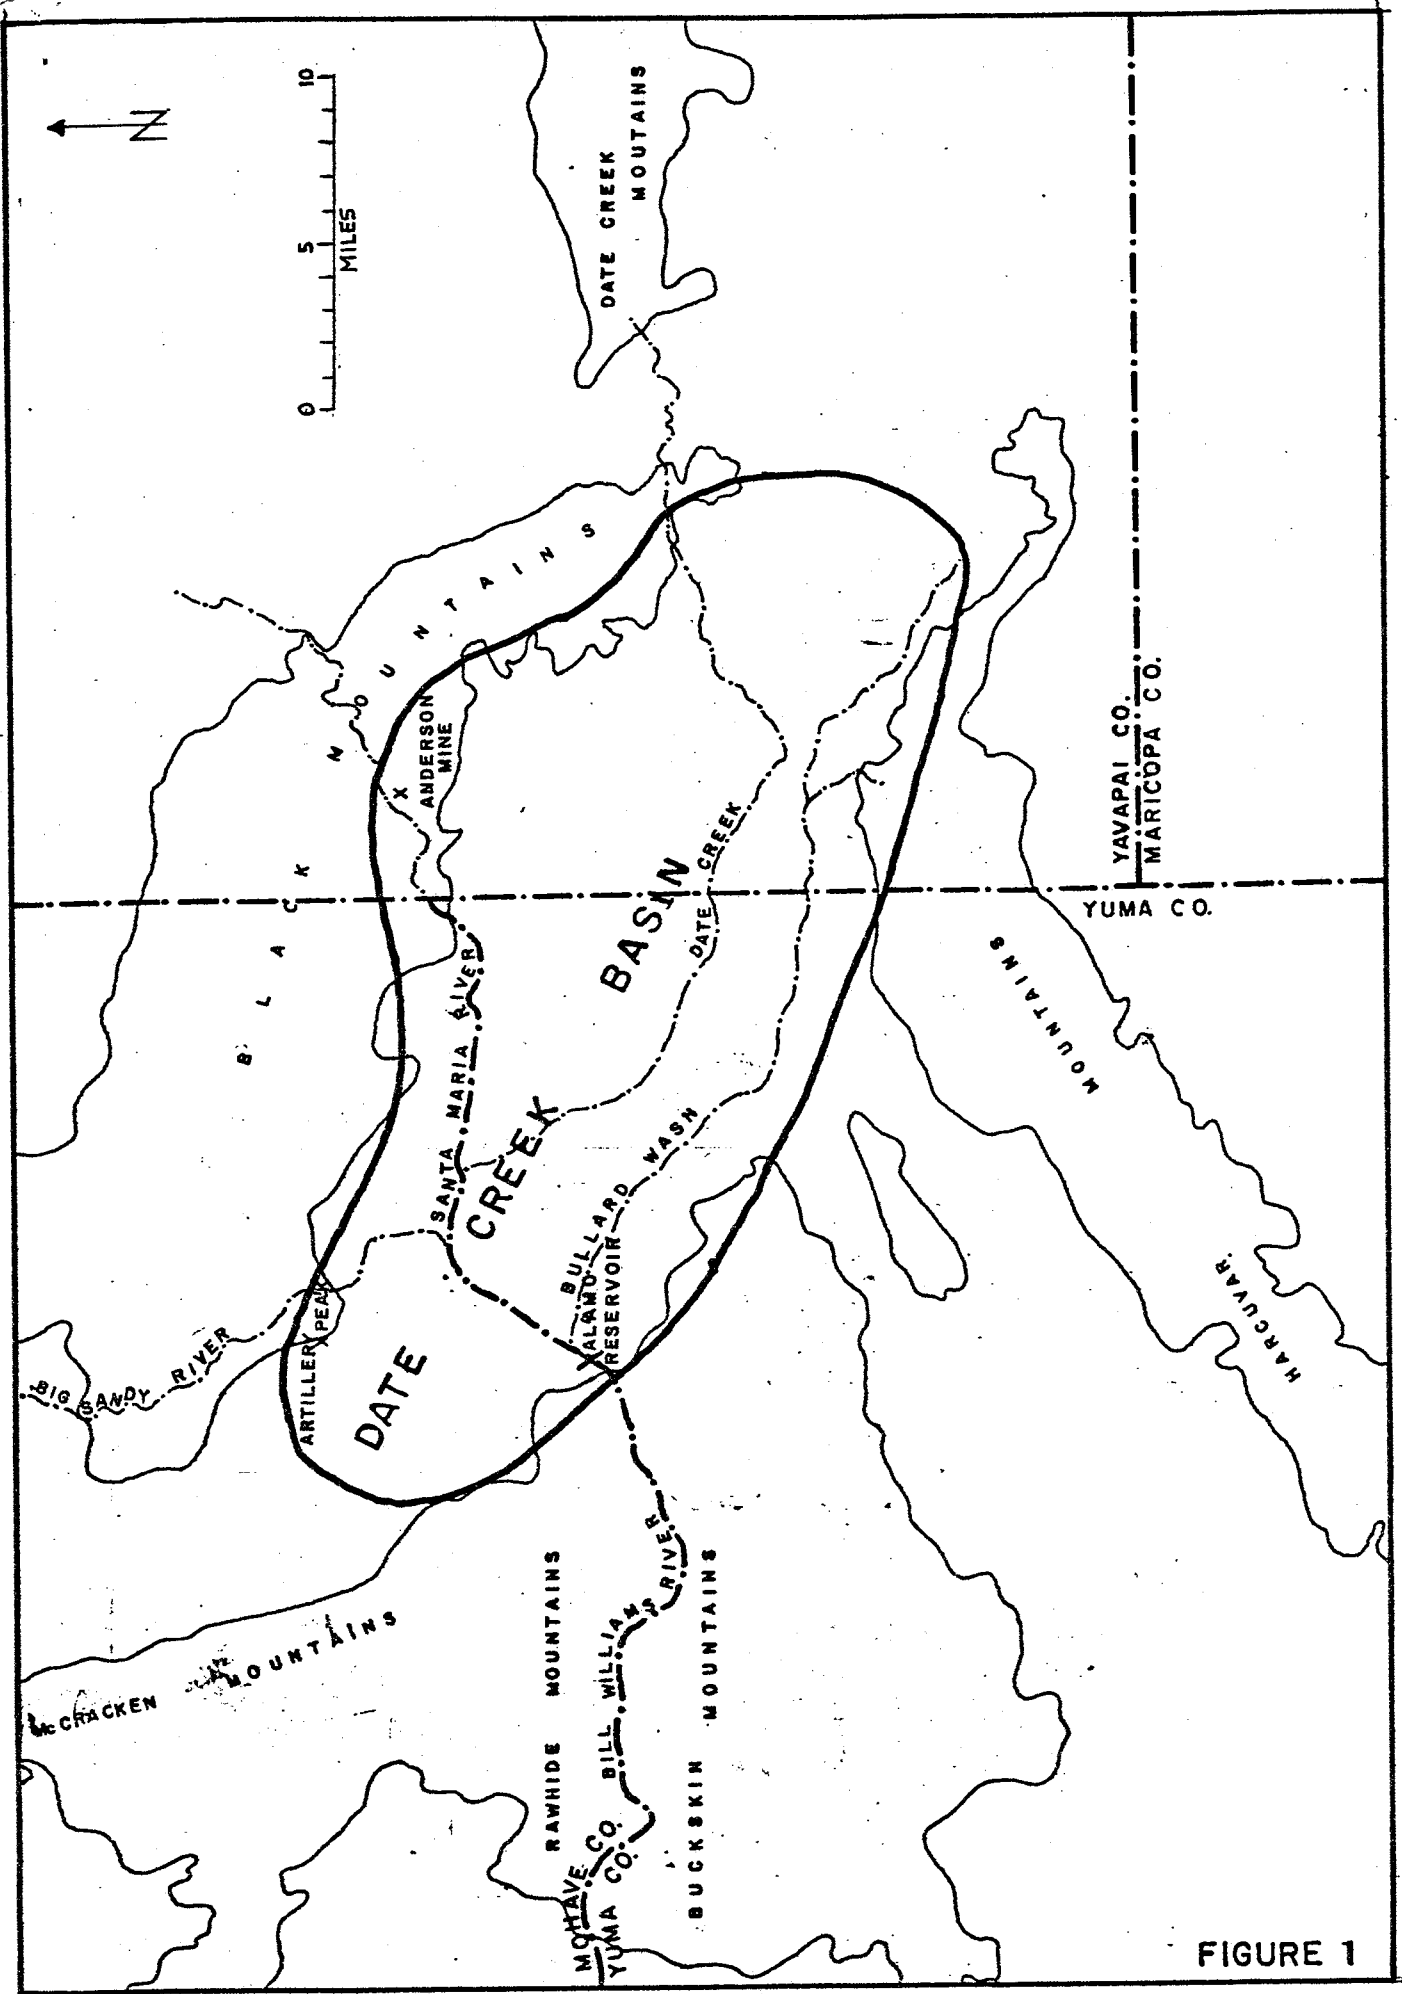 N
0 5 10
MILES
DATE CREEK
MOUTAINS
BLACK MOUNTAINS
ANDERSON
MINE
X
BIG SANDY RIVER
ARTILLERY PEAK
X
SANTA MARIA RIVER
DATE CREEK BASIN
DATE CREEK
BULLARD WASH
ALAMO
RESERVOIR
McCRACKEN MOUNTAINS
RAWHIDE MOUNTAINS
BILL WILLIAMS RIVER
BUCKSKIN MOUNTAINS
MOHAVE CO.
YUMA CO.
HARCUVAR MOUNTAINS
YAVAPAI CO.
MARICOPA CO.
YUMA CO.
FIGURE 1